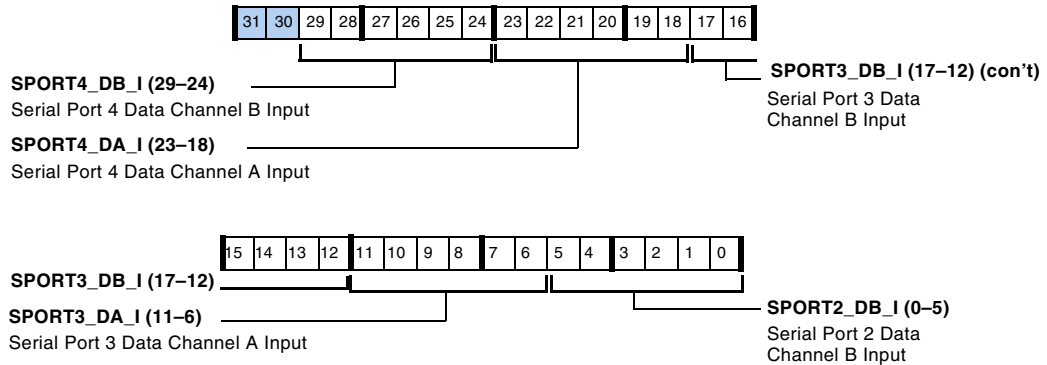 31 30 29 28 27 26 25 24 23 22 21 20 19 18 17 16
SPORT4_DB_I (29–24)
Serial Port 4 Data Channel B Input
SPORT4_DA_I (23–18)
Serial Port 4 Data Channel A Input
SPORT3_DB_I (17–12) (con't)
Serial Port 3 Data
Channel B Input
15 14 13 12 11 10 9 8 7 6 5 4 3 2 1 0
SPORT3_DB_I (17–12)
SPORT3_DA_I (11–6)
Serial Port 3 Data Channel A Input
SPORT2_DB_I (0–5)
Serial Port 2 Data
Channel B Input